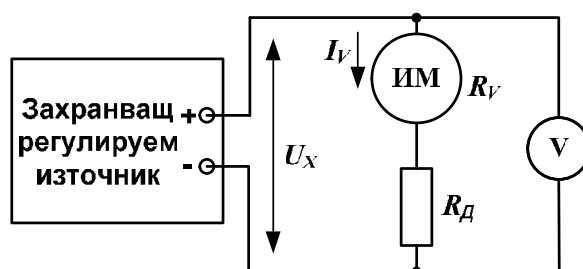 Захранващ
регулируем
източник
+
-
U_X
I_V
ИМ
R_V
R_Д
V